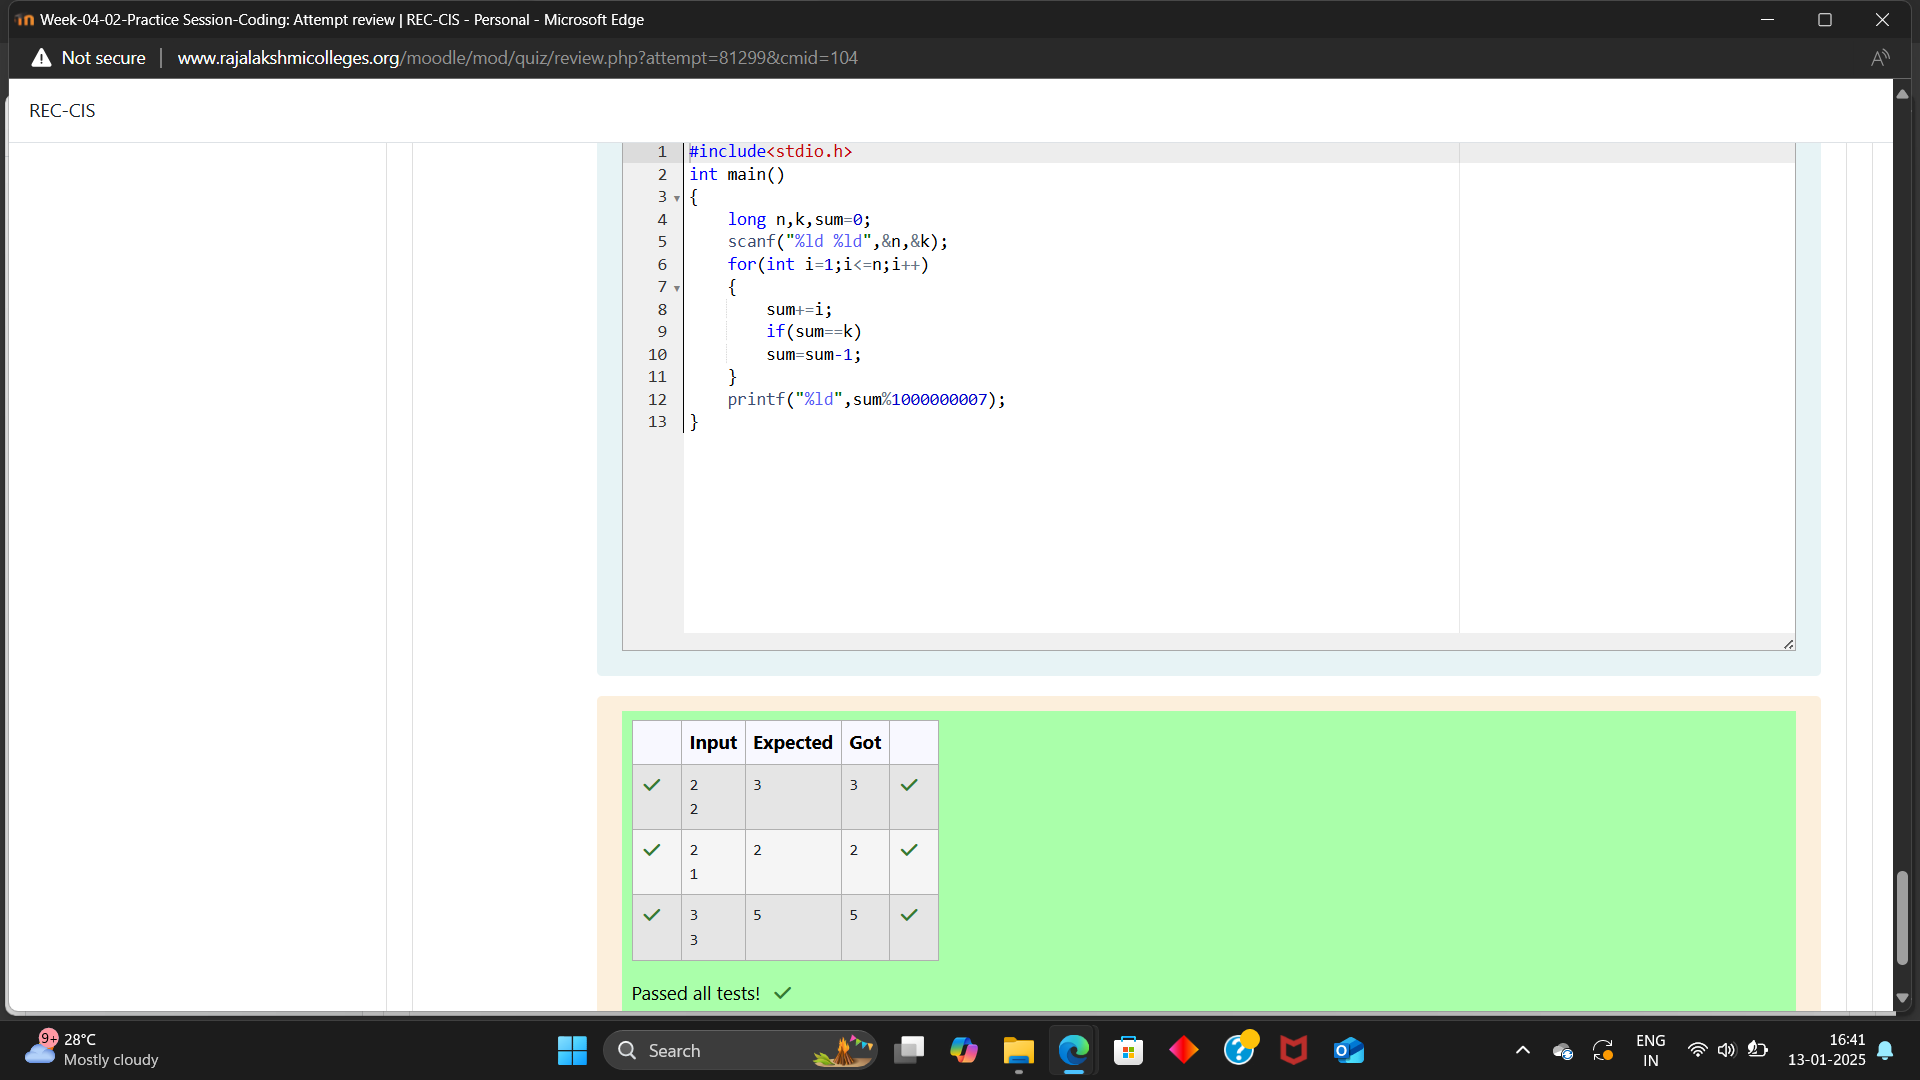 Week-04-02-Practice Session-Coding: Attempt review | REC-CIS - Personal - Microsoft Edge
Not secure | www.rajalakshmicolleges.org/moodle/mod/quiz/review.php?attempt=81299&cmid=104
REC-CIS
1 #include<stdio.h>
2 int main()
3 {
4     long n,k,sum=0;
5     scanf("%ld %ld",&n,&k);
6     for(int i=1;i<=n;i++)
7     {
8         sum+=i;
9         if(sum==k)
10         sum=sum-1;
11     }
12     printf("%ld",sum%1000000007);
13 }
Input Expected Got
2 3 3
2
2 2 2
1
3 5 5
3
Passed all tests!
9+ 28°C
Mostly cloudy
Search
ENG
IN
16:41
13-01-2025